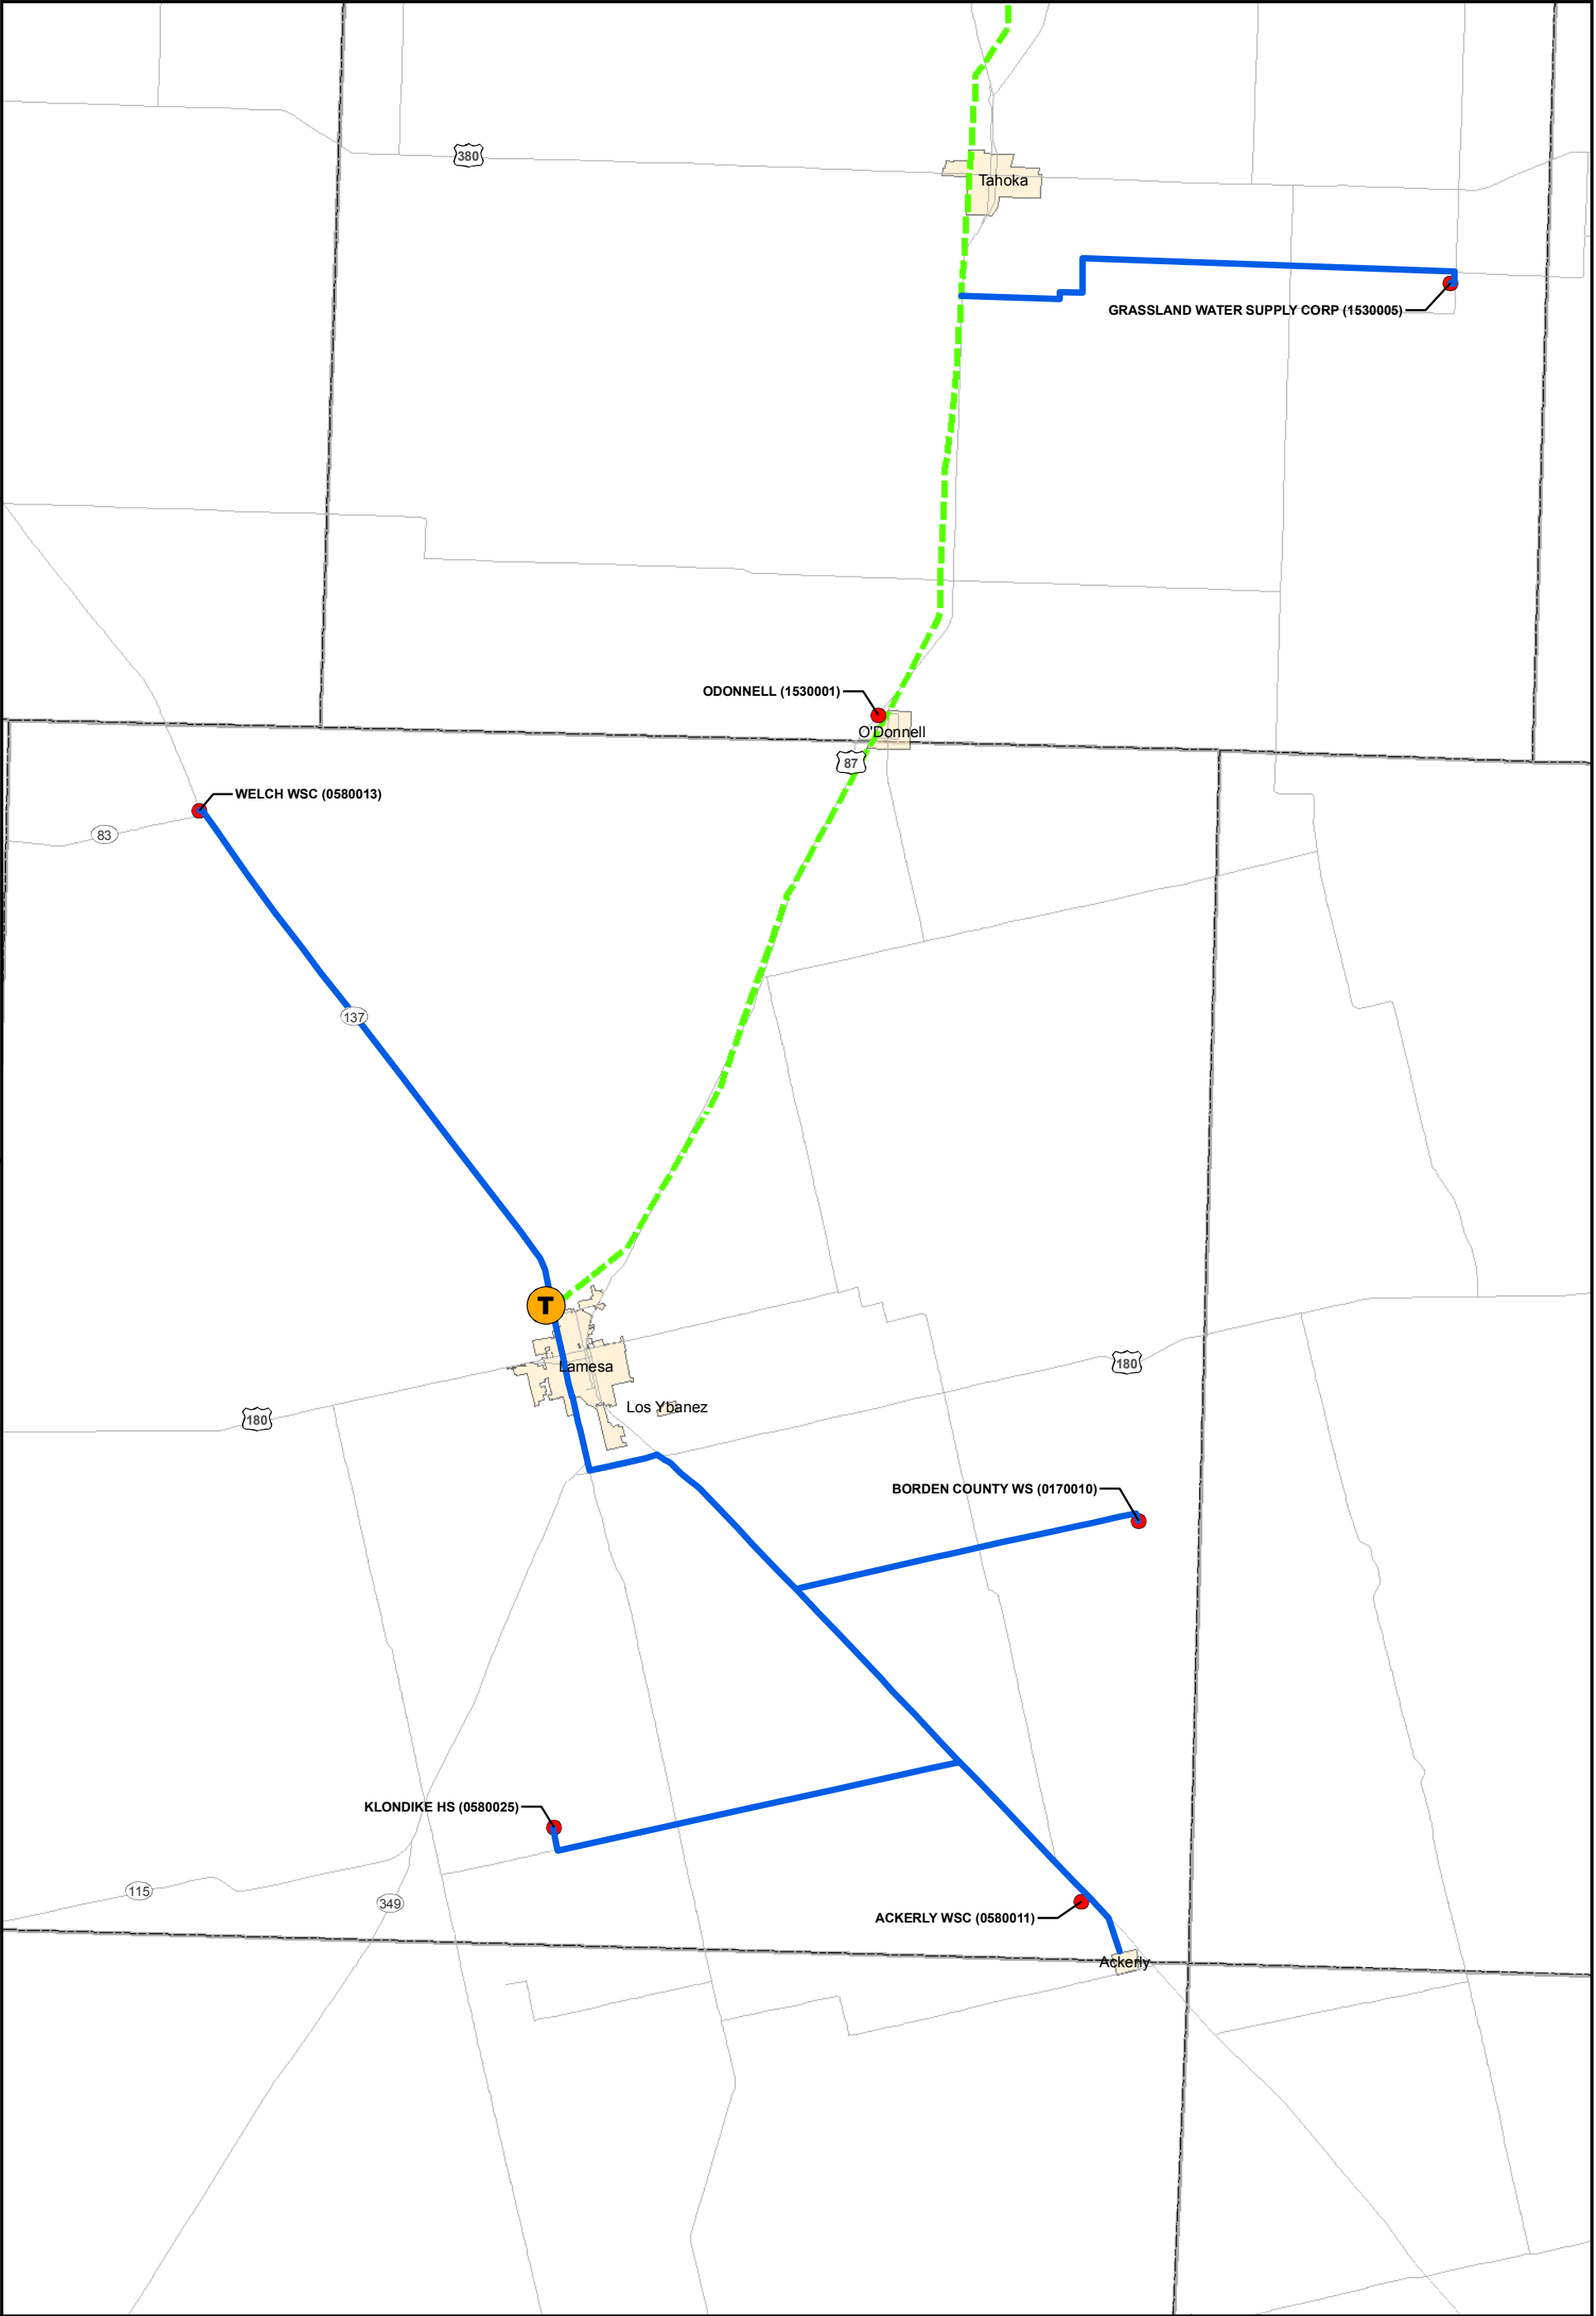 380
Tahoka
GRASSLAND WATER SUPPLY CORP (1530005)
ODONNELL (1530001)
O'Donnell
87
WELCH WSC (0580013)
83
137
T
Lamesa
180
Los Ybanez
180
BORDEN COUNTY WS (0170010)
KLONDIKE HS (0580025)
115
349
ACKERLY WSC (0580011)
Ackerly